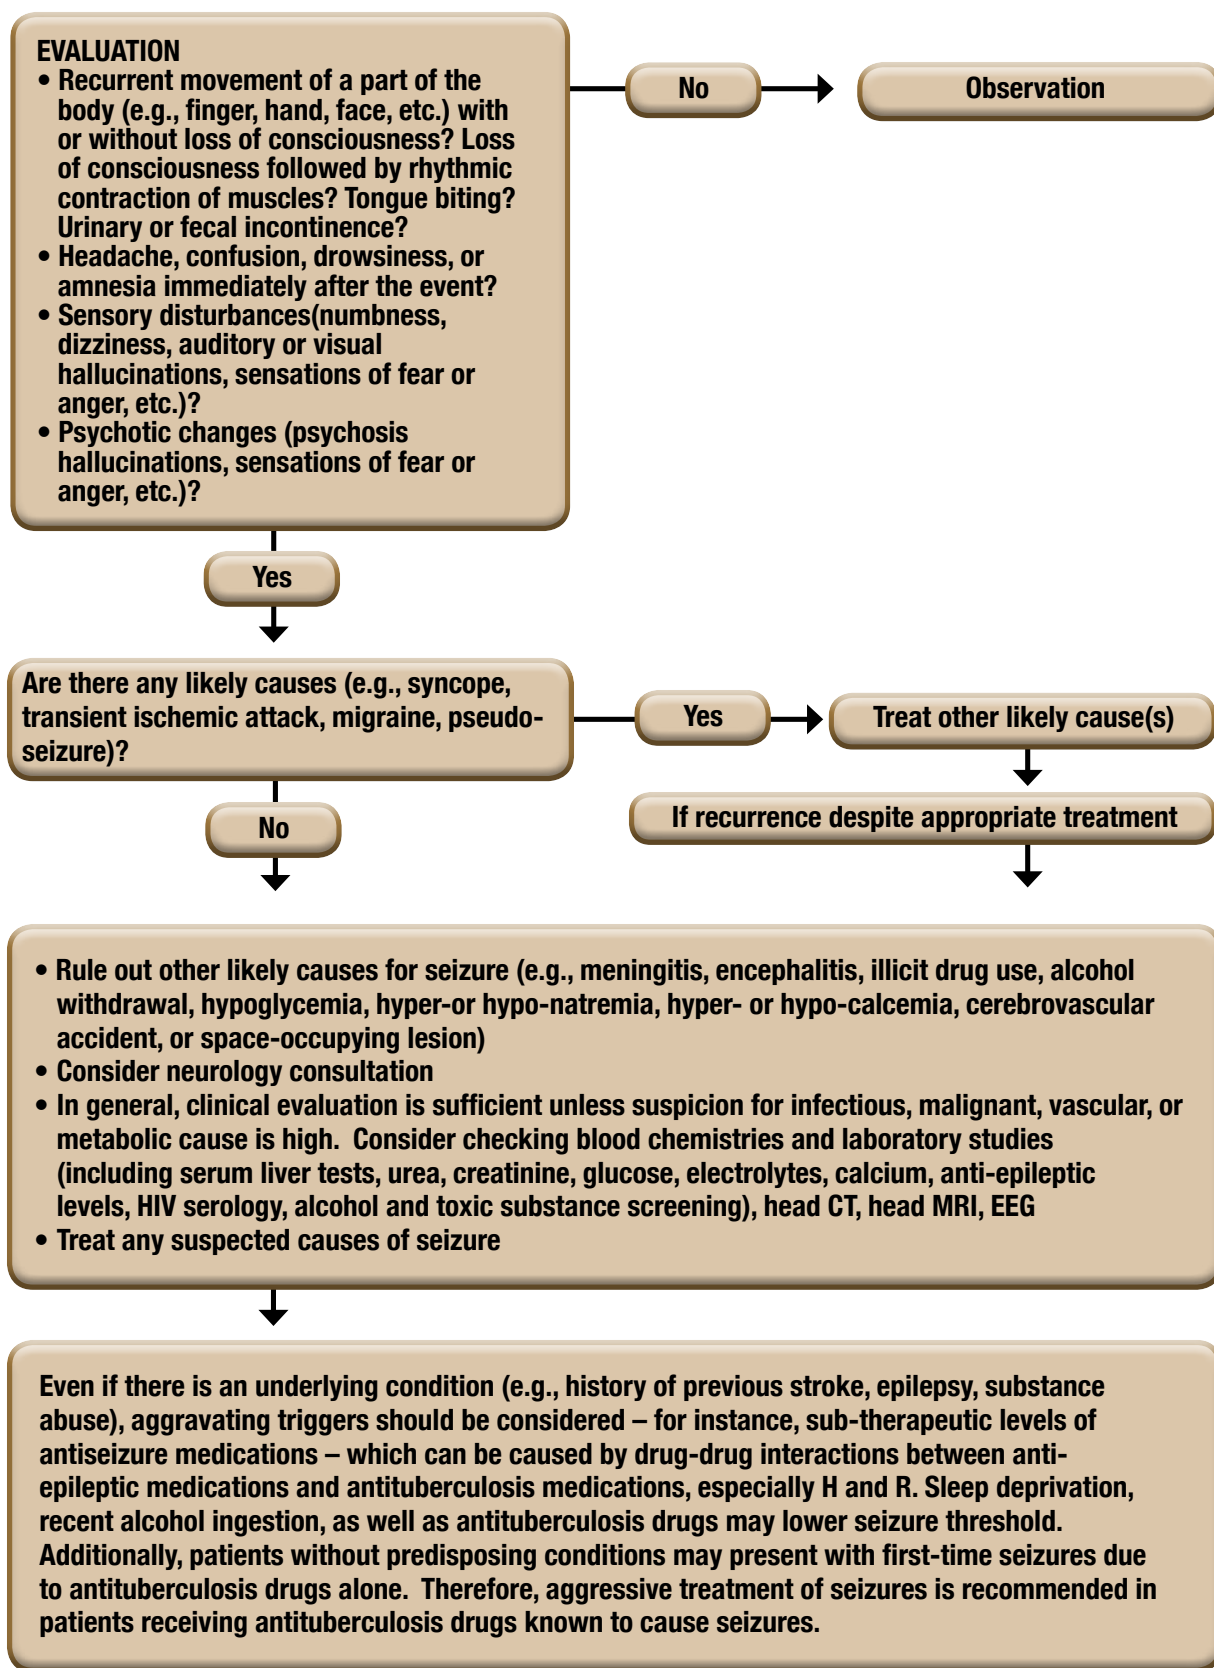 EVALUATION
• Recurrent movement of a part of the
body (e.g., finger, hand, face, etc.) with
or without loss of consciousness? Loss
of consciousness followed by rhythmic
contraction of muscles? Tongue biting?
Urinary or fecal incontinence?
• Headache, confusion, drowsiness, or
amnesia immediately after the event?
• Sensory disturbances(numbness,
dizziness, auditory or visual
hallucinations, sensations of fear or
anger, etc.)?
• Psychotic changes (psychosis
hallucinations, sensations of fear or
anger, etc.)?
No
Observation
Yes
Are there any likely causes (e.g., syncope,
transient ischemic attack, migraine, pseudo-
seizure)?
Yes
Treat other likely cause(s)
If recurrence despite appropriate treatment
No
• Rule out other likely causes for seizure (e.g., meningitis, encephalitis, illicit drug use, alcohol
withdrawal, hypoglycemia, hyper-or hypo-natremia, hyper- or hypo-calcemia, cerebrovascular
accident, or space-occupying lesion)
• Consider neurology consultation
• In general, clinical evaluation is sufficient unless suspicion for infectious, malignant, vascular, or
metabolic cause is high.  Consider checking blood chemistries and laboratory studies
(including serum liver tests, urea, creatinine, glucose, electrolytes, calcium, anti-epileptic
levels, HIV serology, alcohol and toxic substance screening), head CT, head MRI, EEG
• Treat any suspected causes of seizure
Even if there is an underlying condition (e.g., history of previous stroke, epilepsy, substance
abuse), aggravating triggers should be considered – for instance, sub-therapeutic levels of
antiseizure medications – which can be caused by drug-drug interactions between anti-
epileptic medications and antituberculosis medications, especially H and R. Sleep deprivation,
recent alcohol ingestion, as well as antituberculosis drugs may lower seizure threshold.
Additionally, patients without predisposing conditions may present with first-time seizures due
to antituberculosis drugs alone.  Therefore, aggressive treatment of seizures is recommended in
patients receiving antituberculosis drugs known to cause seizures.